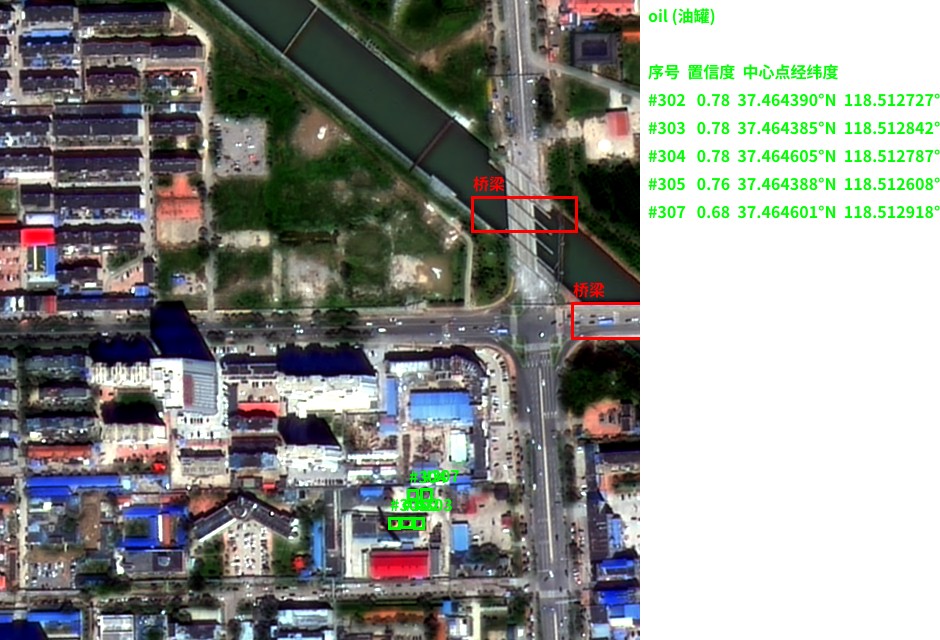 oil (油罐)
序号 置信度 中心点经纬度
#302 0.78 37.464390°N 118.512727°
#303 0.78 37.464385°N 118.512842°
#304 0.78 37.464605°N 118.512787°
#305 0.76 37.464388°N 118.512608°
#307 0.68 37.464601°N 118.512918°
桥梁
桥梁